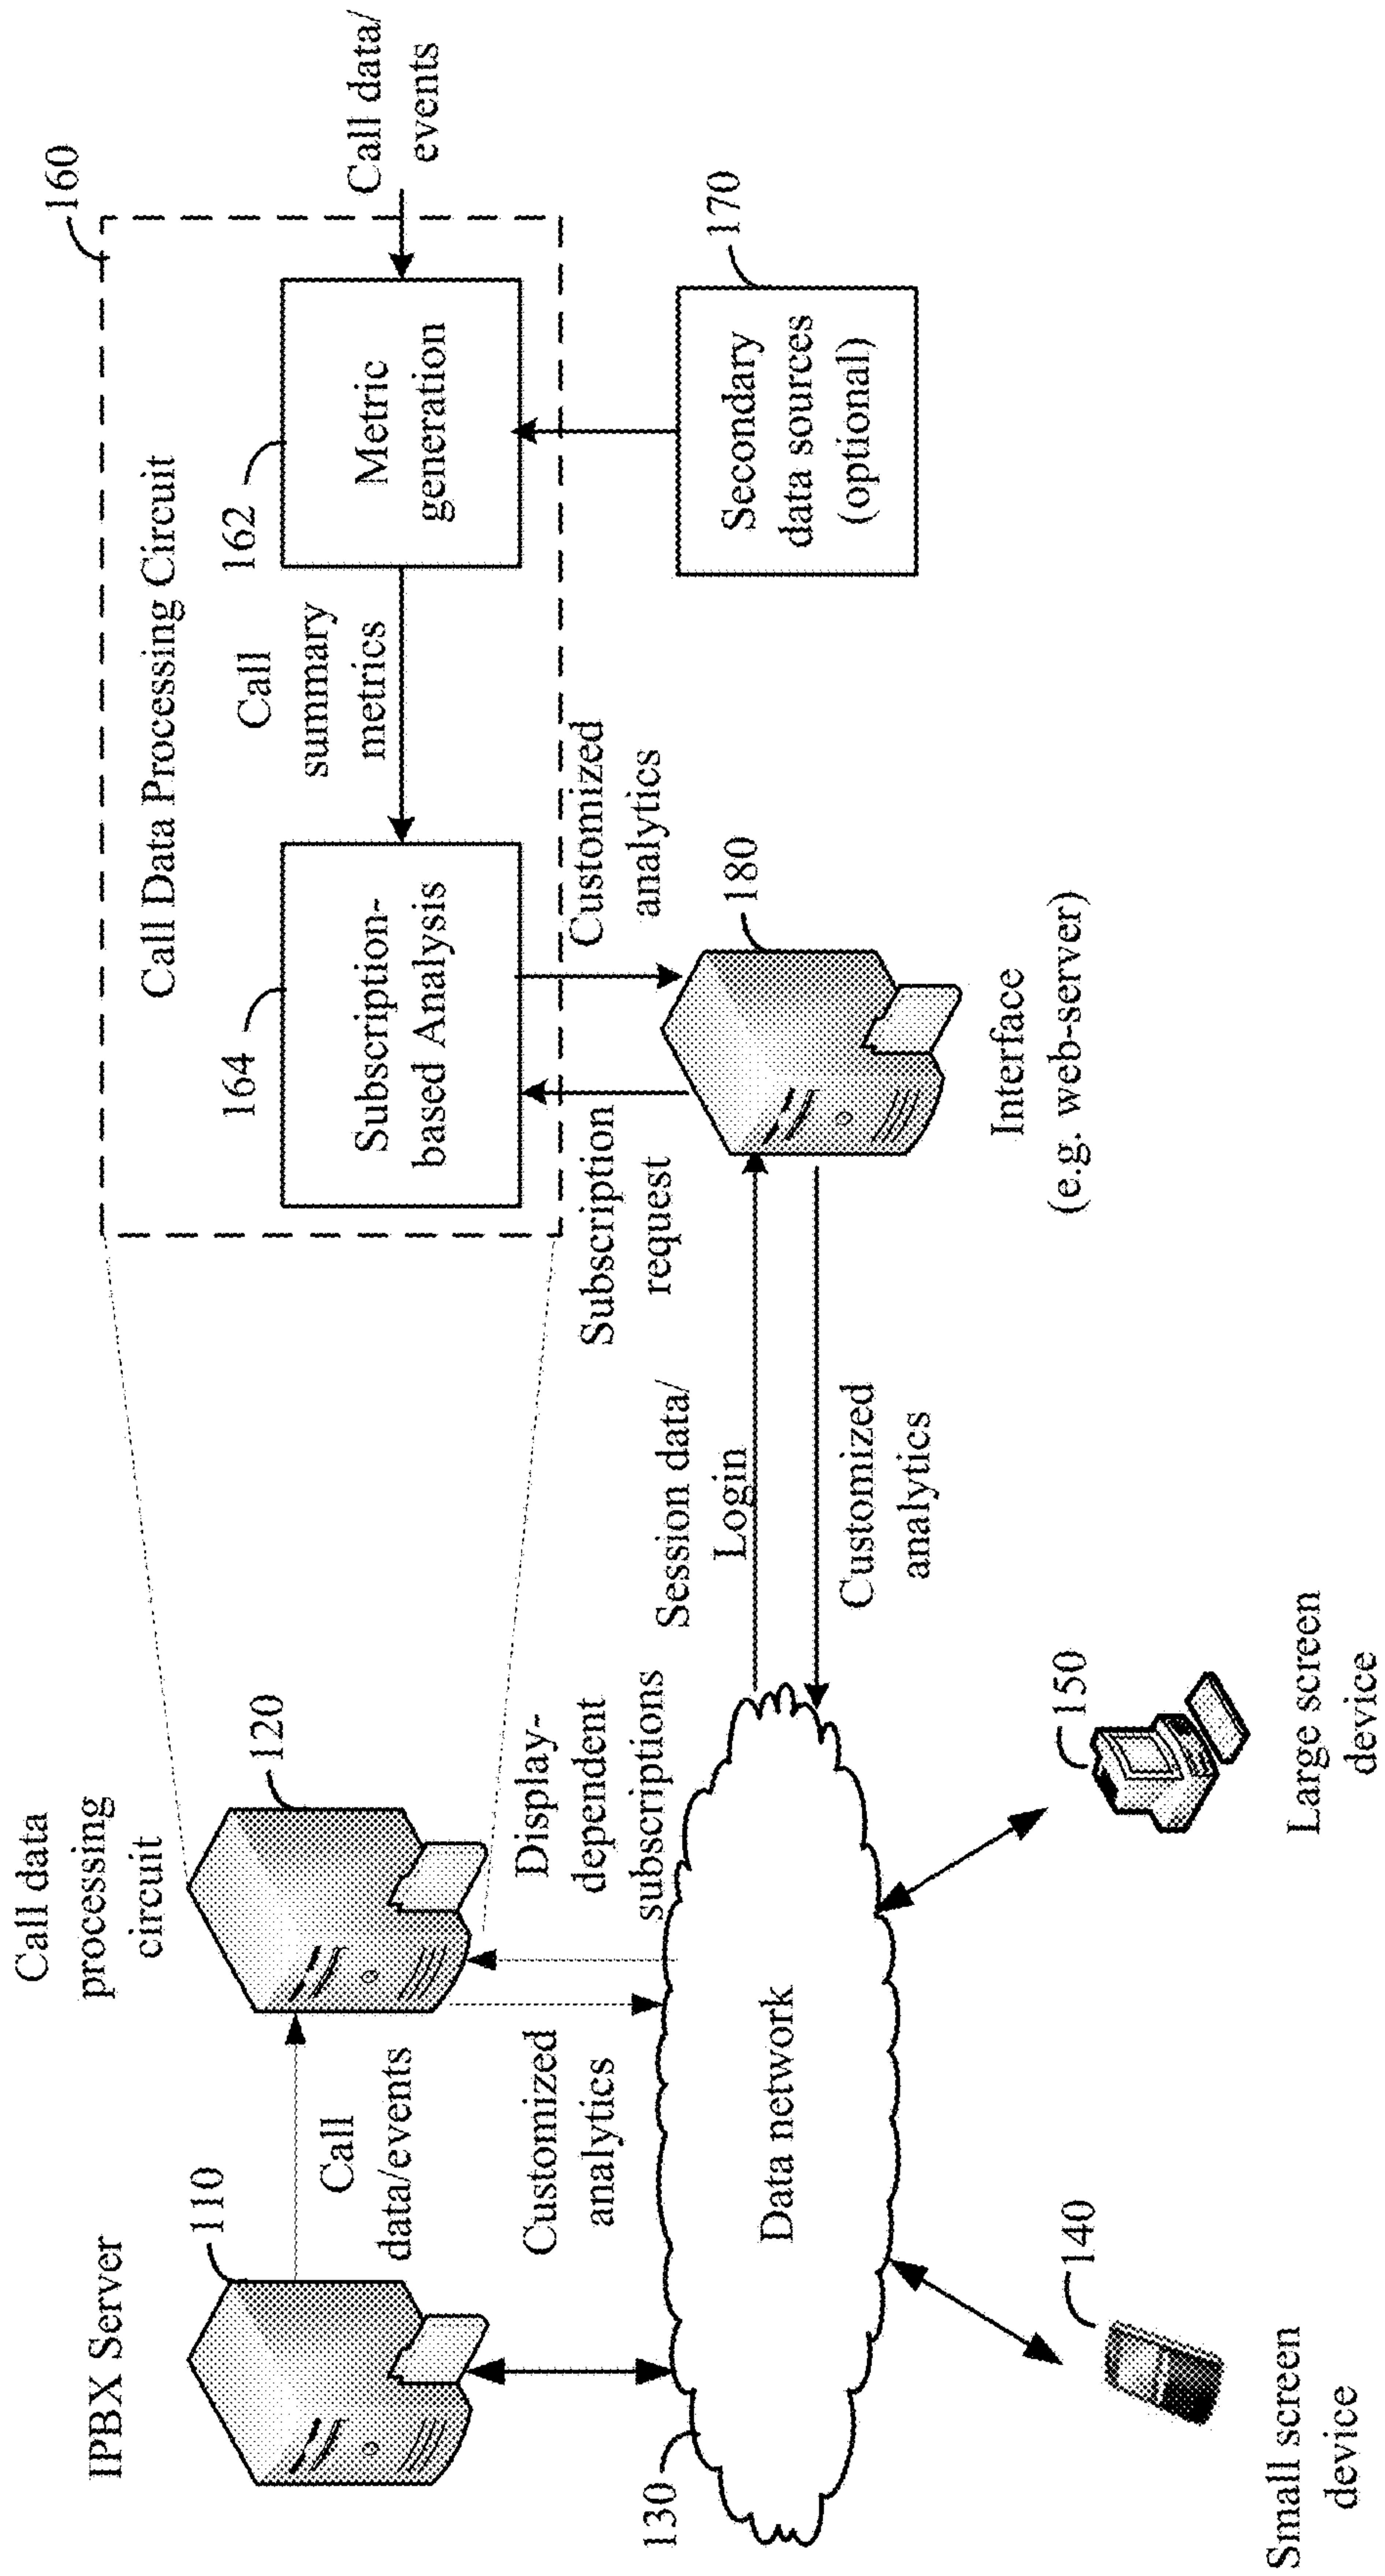 IPBX Server
110
Call data
processing
circuit
120
Call
data/events
Customized
analytics
Display-
dependent
subscriptions
130
Data network
Small screen
device
140
150
Large screen
device
160
Call Data Processing Circuit
164
Subscription-
based Analysis
Call
summary
metrics
162
Metric
generation
Call data/
events
Subscription
request
Customized
analytics
170
Secondary
data sources
(optional)
180
Session data/
Login
Customized
analytics
Interface
(e.g. web-server)